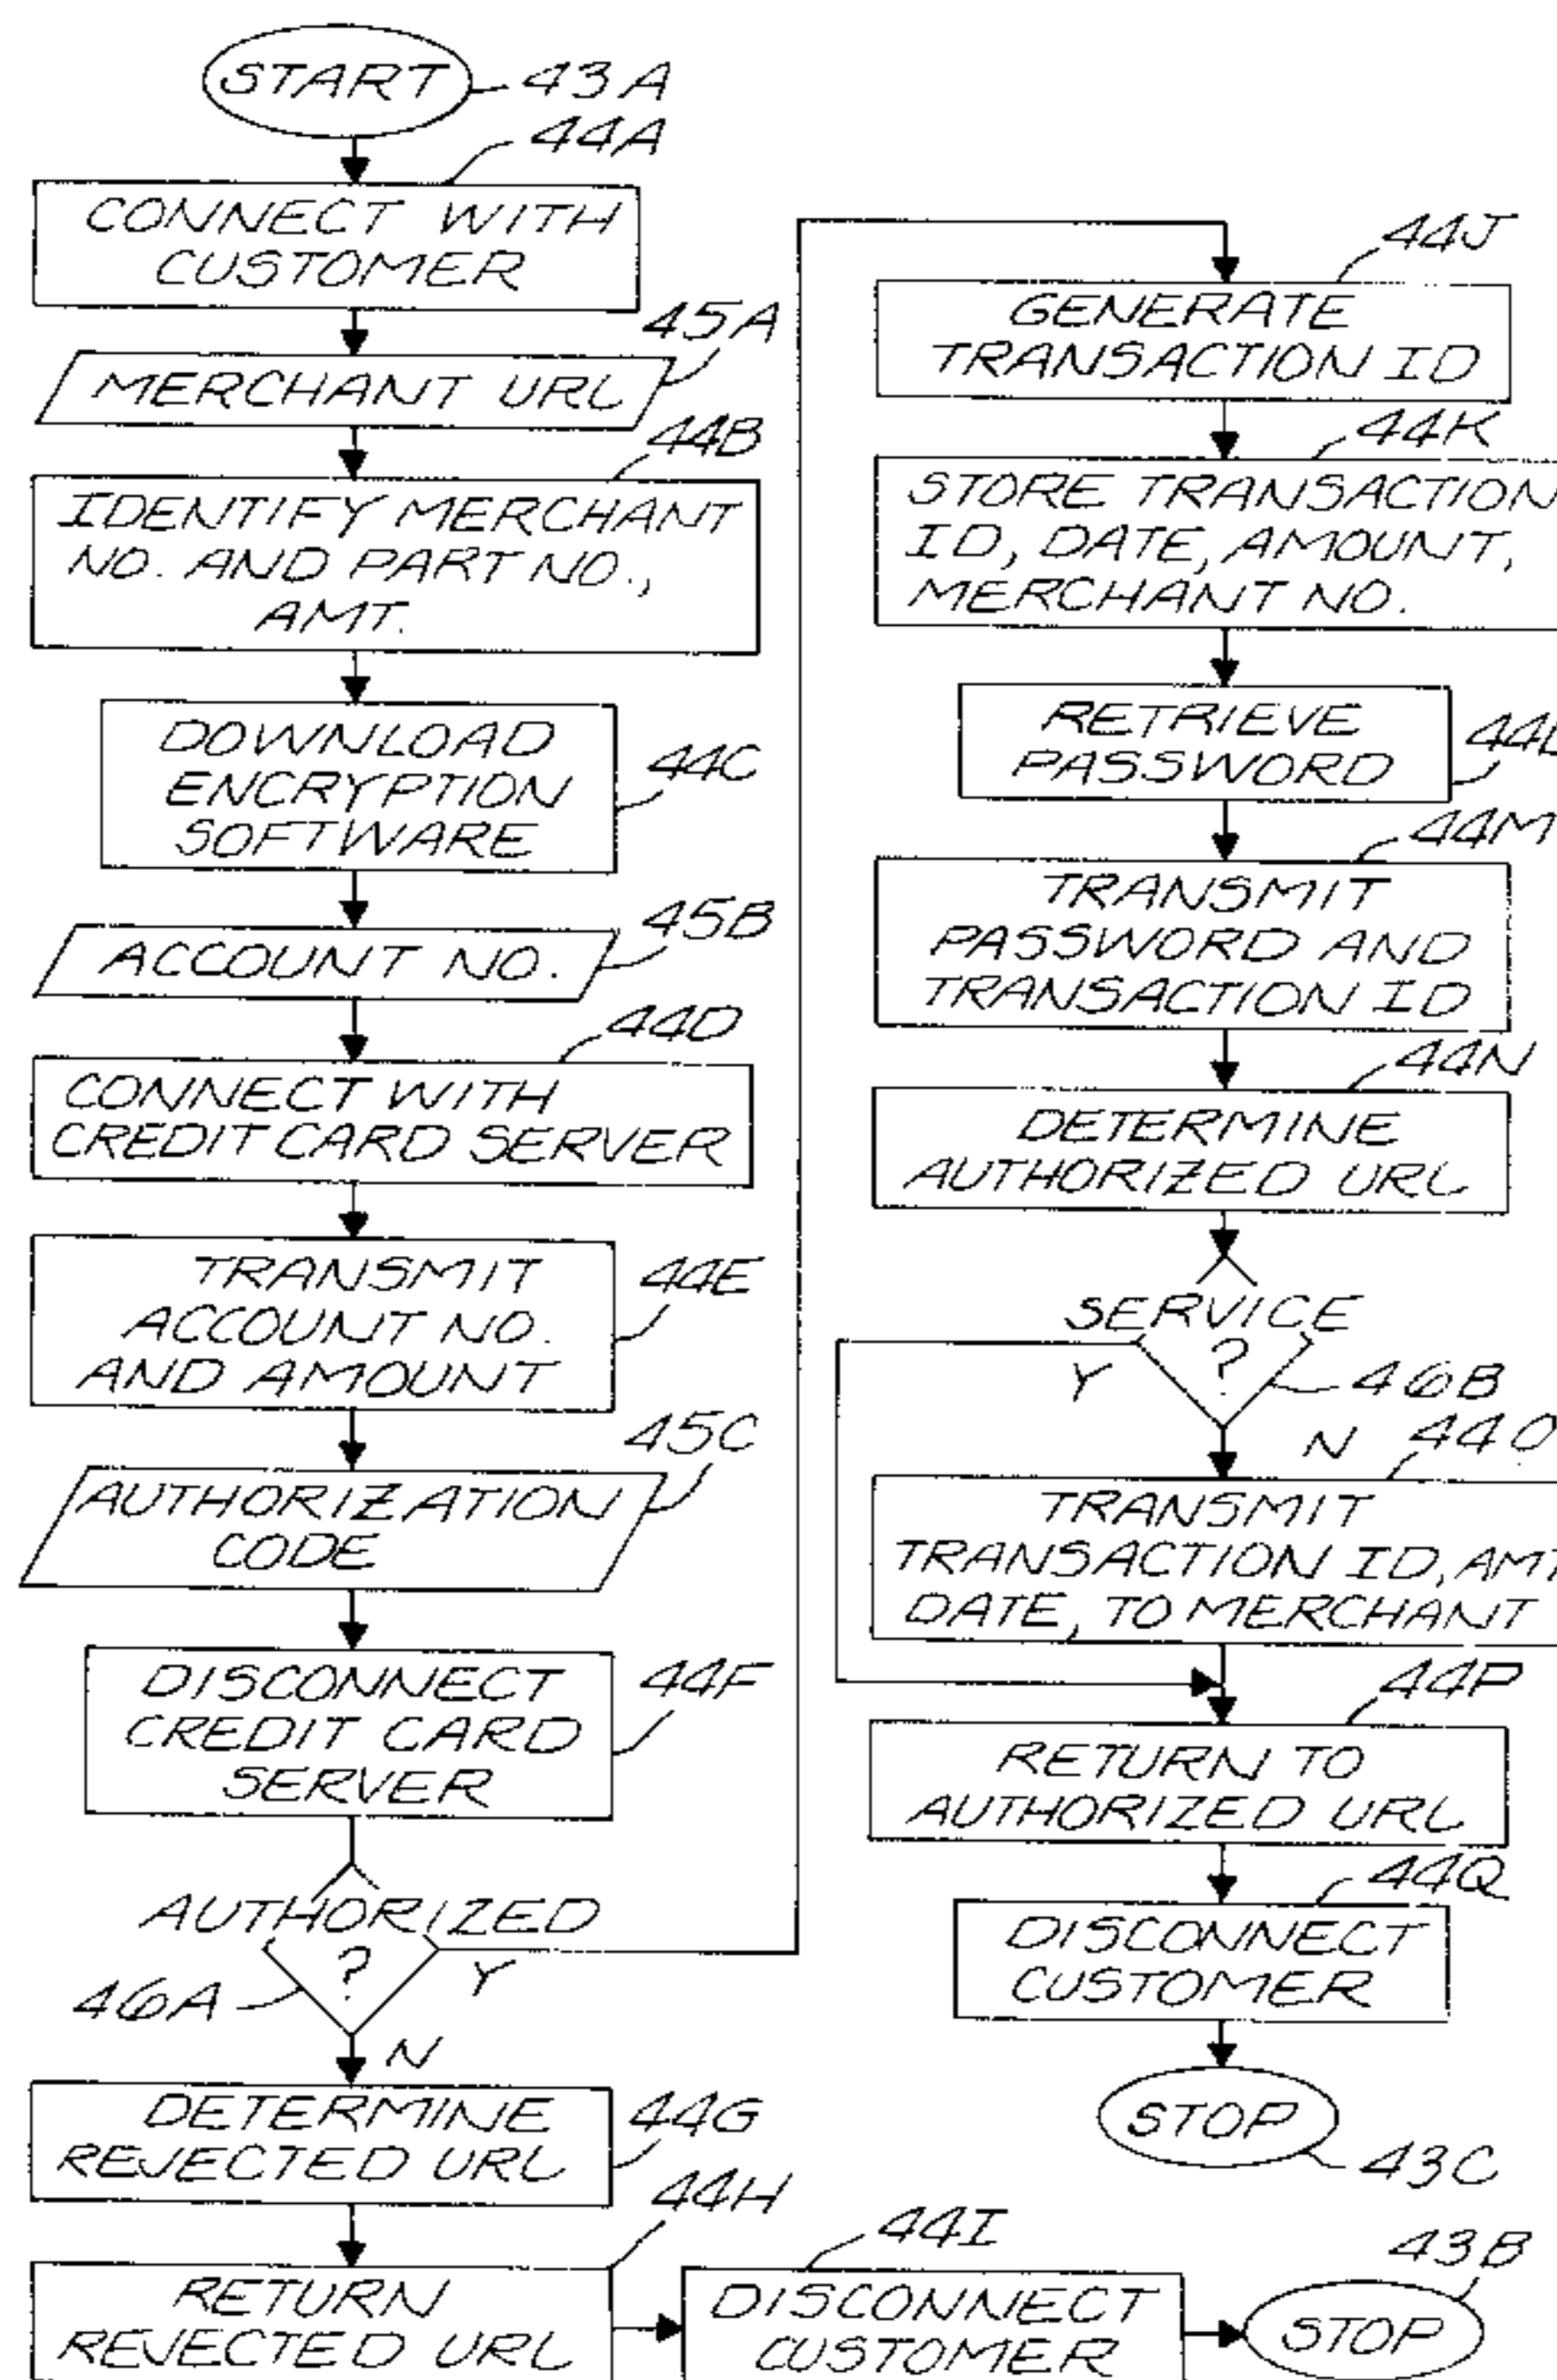 START
43A
44A
CONNECT WITH
CUSTOMER
45A
MERCHANT URL
44B
IDENTIFY MERCHANT
NO. AND PART NO.,
AMT.
DOWNLOAD
ENCRYPTION
SOFTWARE
44C
45B
ACCOUNT NO.
44D
CONNECT WITH
CREDIT CARD SERVER
TRANSMIT
ACCOUNT NO.
AND AMOUNT
44E
45C
AUTHORIZATION
CODE
DISCONNECT
CREDIT CARD
SERVER
44F
AUTHORIZED
?
Y
46A
N
DETERMINE
REJECTED URL
44G
44H
RETURN
REJECTED URL
44I
DISCONNECT
CUSTOMER
43B
STOP
44J
GENERATE
TRANSACTION ID
44K
STORE TRANSACTION
ID, DATE, AMOUNT,
MERCHANT NO.
RETRIEVE
PASSWORD
44L
44M
TRANSMIT
PASSWORD AND
TRANSACTION ID
44N
DETERMINE
AUTHORIZED URL
SERVICE
?
Y
46B
N
44O
TRANSMIT
TRANSACTION ID, AMT
DATE, TO MERCHANT
44P
RETURN TO
AUTHORIZED URL
44Q
DISCONNECT
CUSTOMER
STOP
43C